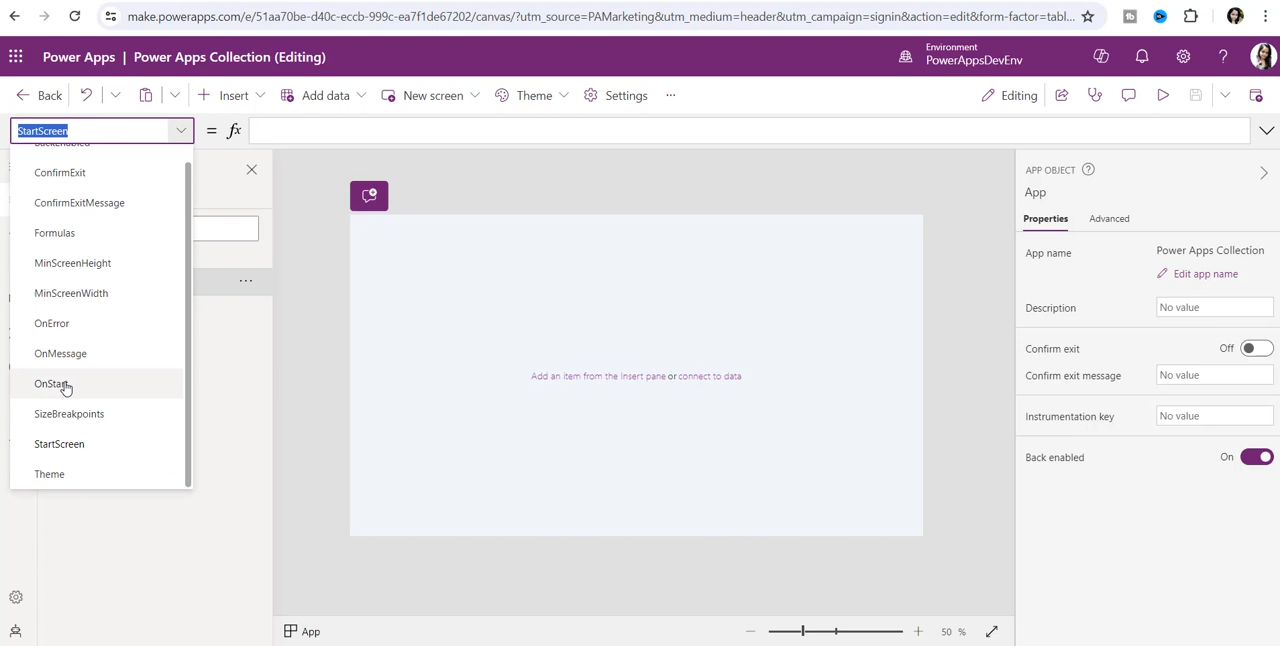 make.powerapps.com/e/51aa70be-d40c-eccb-999c-ea7f1de67202/canvas/?utm_source=PAMarketing&utm_medium=header&utm_campaign=signin&action=edit&form-factor=tabl...
Power Apps | Power Apps Collection (Editing)
Environment
PowerAppsDevEnv
Back
Insert
Add data
New screen
Theme
Settings
Editing
StartScreen
= fx
BackEnabled
ConfirmExit
ConfirmExitMessage
Formulas
MinScreenHeight
MinScreenWidth
OnError
OnMessage
OnStart
SizeBreakpoints
StartScreen
Theme
Add an item from the Insert pane or connect to data
APP OBJECT
App
Properties Advanced
App name Power Apps Collection
Edit app name
Description No value
Confirm exit Off
Confirm exit message No value
Instrumentation key No value
Back enabled On
App
50 %